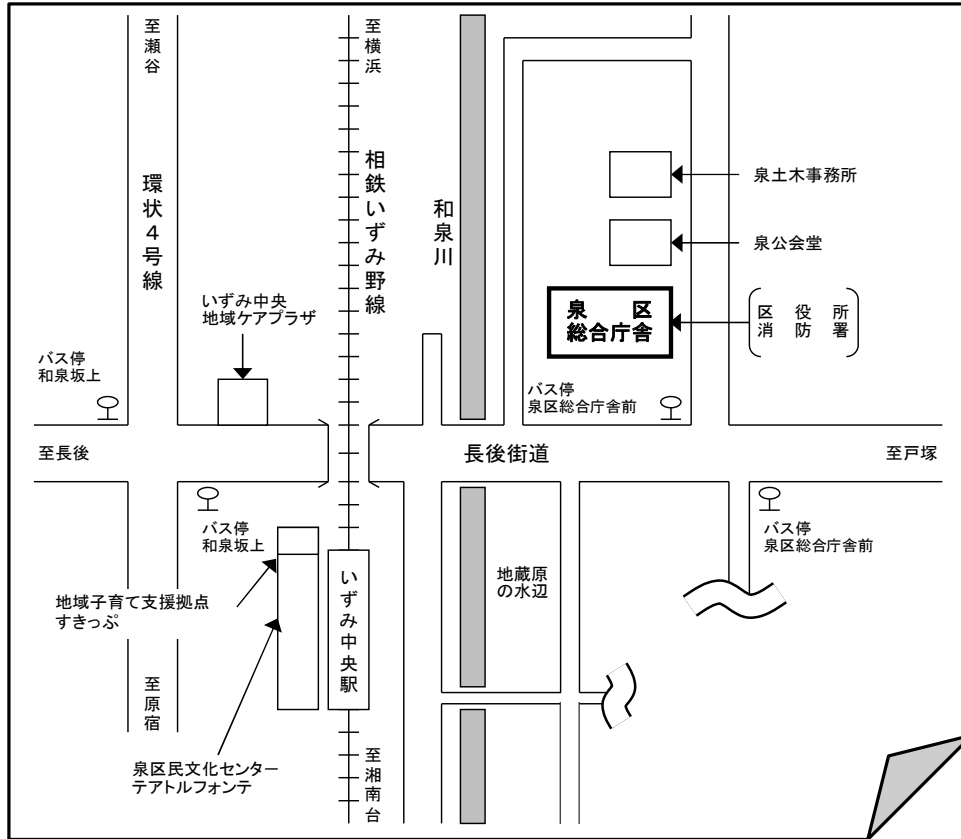 至瀬谷
至横浜
環状４号線
相鉄いずみ野線
和泉川
泉土木事務所
泉公会堂
泉　区
総合庁舎
区役所
消防署
いずみ中央
地域ケアプラザ
バス停
和泉坂上
バス停
泉区総合庁舎前
至長後
長後街道
至戸塚
バス停
和泉坂上
バス停
泉区総合庁舎前
地蔵原
の水辺
いずみ中央駅
地域子育て支援拠点
すきっぷ
至原宿
泉区民文化センター
テアトルフォンテ
至湘南台